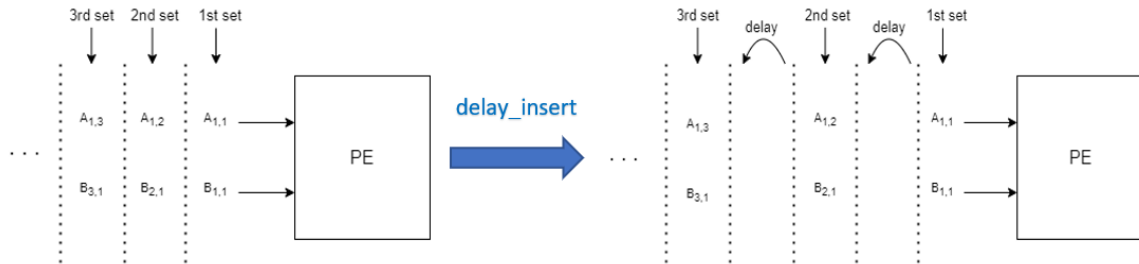 3rd set 2nd set 1st set
A1,3 A1,2 A1,1
. . .
PE
B3,1 B2,1 B1,1
delay_insert
3rd set delay 2nd set delay 1st set
A1,3 A1,2 A1,1
. . .
PE
B3,1 B2,1 B1,1